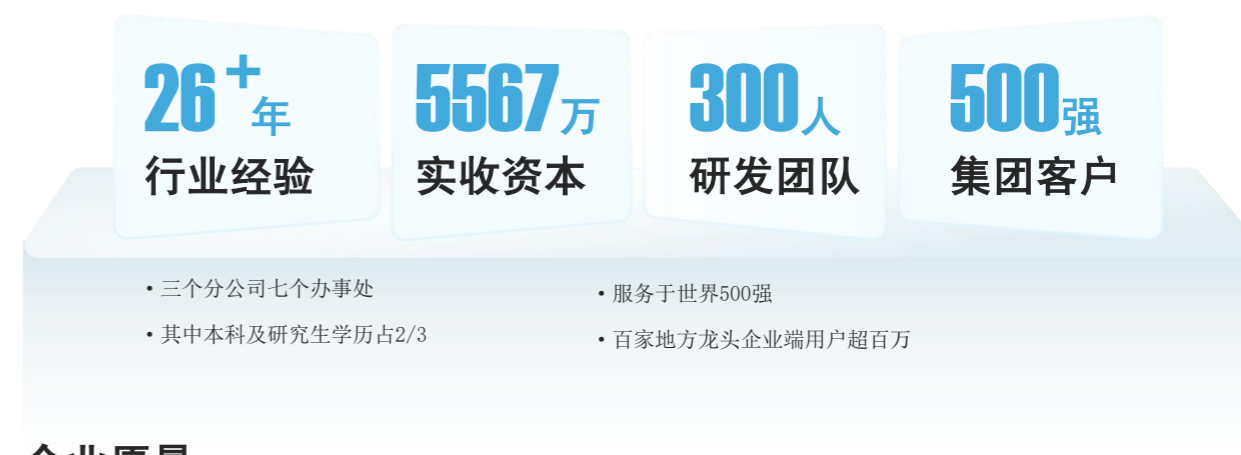 26+年
行业经验
5567万
实收资本
300人
研发团队
500强
集团客户
•三个分公司七个办事处
•其中本科及研究生学历占2/3
•服务于世界500强
•百家地方龙头企业端用户超百万
企业愿景